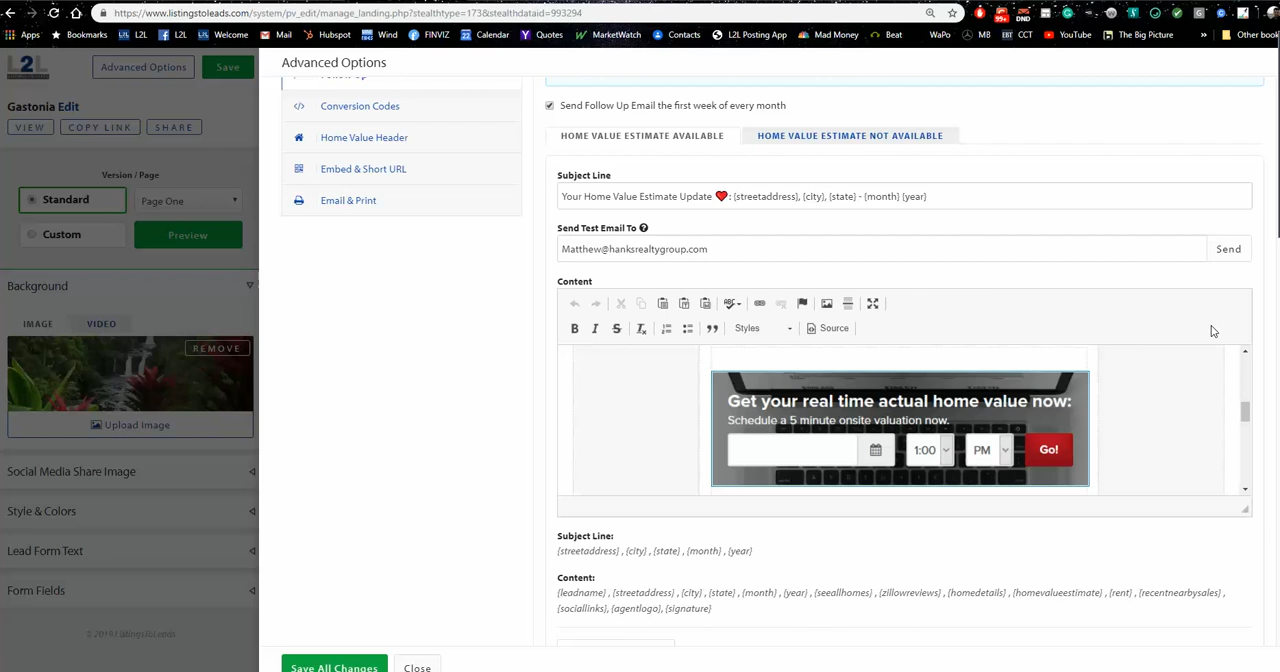 https://www.listingstoleads.com/system/pv_edit/manage_landing.php?stealthtype=173&stealthdataid=993294
Apps Bookmarks L2L L2L Welcome Mail Hubspot Wind FINVIZ Calendar Quotes MarketWatch Contacts L2L Posting App Mad Money Beat WaPo MB CCT YouTube The Big Picture » Other book
L2L Advanced Options Save
Advanced Options
Gastonia Edit
VIEW COPY LINK SHARE
Version / Page
Standard Page One
Custom Preview
Background
IMAGE VIDEO
REMOVE
Upload Image
Social Media Share Image
Style & Colors
Lead Form Text
Form Fields
© 2019 ListingsToLeads
Conversion Codes
Home Value Header
Embed & Short URL
Email & Print
Send Follow Up Email the first week of every month
HOME VALUE ESTIMATE AVAILABLE HOME VALUE ESTIMATE NOT AVAILABLE
Subject Line
Your Home Value Estimate Update ❤: {streetaddress}, {city}, {state} - {month} {year}
Send Test Email To
Matthew@hanksrealtygroup.com Send
Content
B I S Styles Source
Get your real time actual home value now:
Schedule a 5 minute onsite valuation now.
1:00 PM Go!
Subject Line:
{streetaddress} , {city} , {state} , {month} , {year}
Content:
{leadname} , {streetaddress} , {city} , {state} , {month} , {year} , {seeallhomes} , {zillowreviews} , {homedetails} , {homevalueestimate} , {rent} , {recentnearbysales} ,
{sociallinks}, {agentlogo}, {signature}
Save All Changes Close